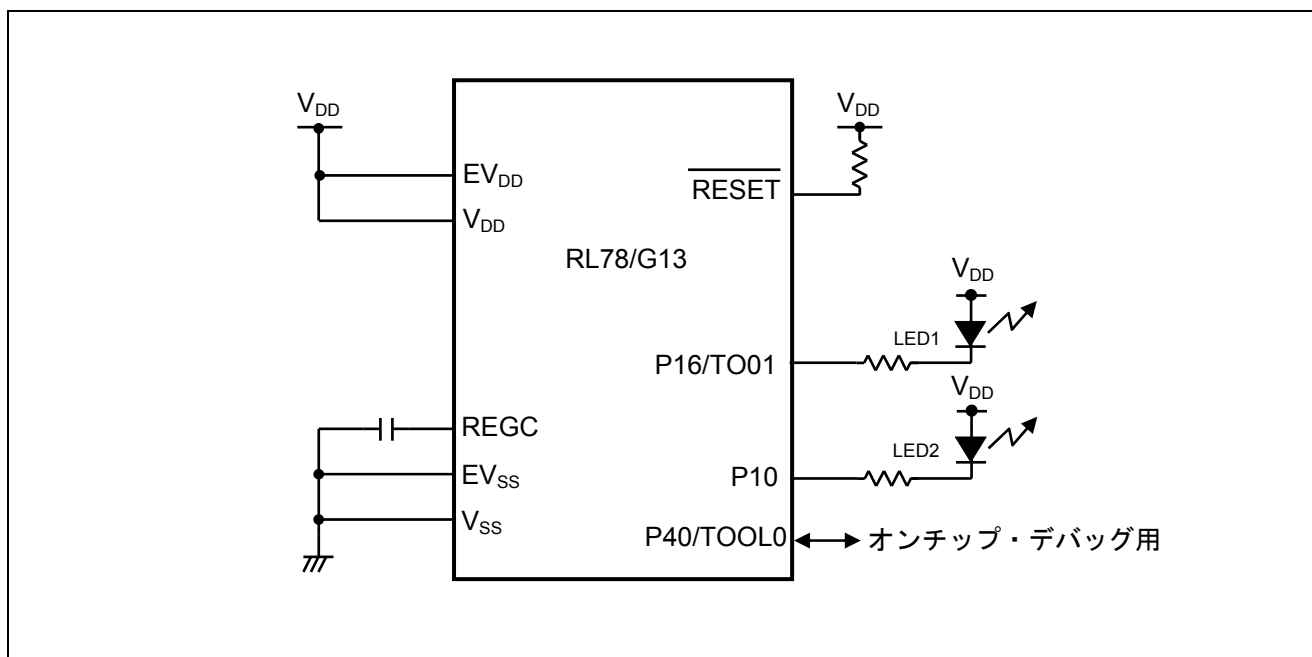 VDD
EVDD
VDD
RL78/G13
REGC
EVSS
VSS
RESET
VDD
P16/TO01
LED1
VDD
P10
LED2
VDD
P40/TOOL0
オンチップ・デバッグ用